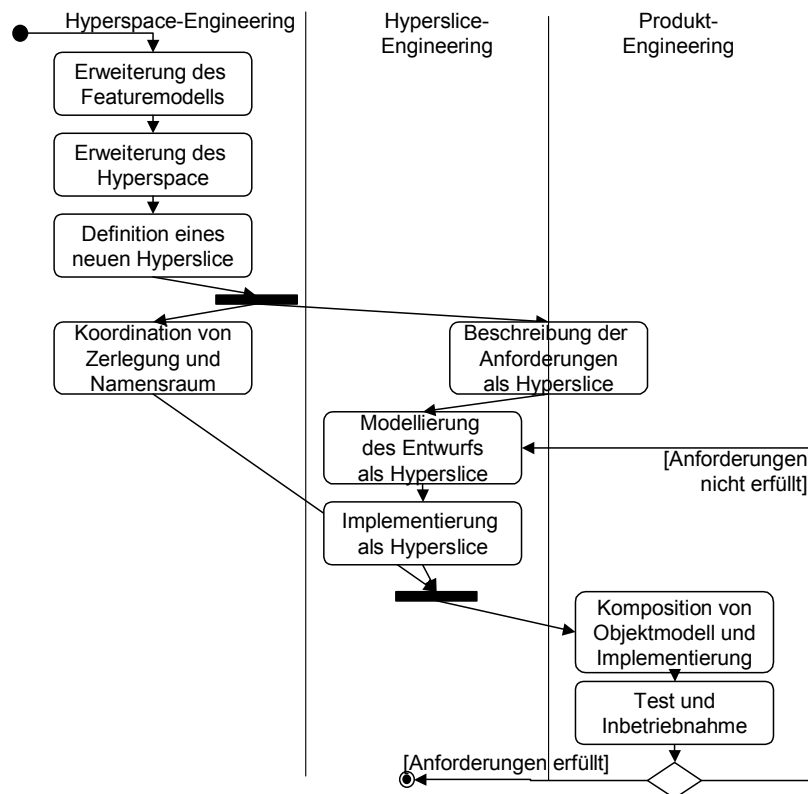 Hyperspace-Engineering
Hyperslice-
Engineering
Produkt-
Engineering
Erweiterung des
Featuremodells
Erweiterung des
Hyperspace
Definition eines
neuen Hyperslice
Koordination von
Zerlegung und
Namensraum
Beschreibung der
Anforderungen
als Hyperslice
Modellierung
des Entwurfs
als Hyperslice
[Anforderungen
nicht erfüllt]
Implementierung
als Hyperslice
Komposition von
Objektmodell und
Implementierung
Test und
Inbetriebnahme
[Anforderungen erfüllt]